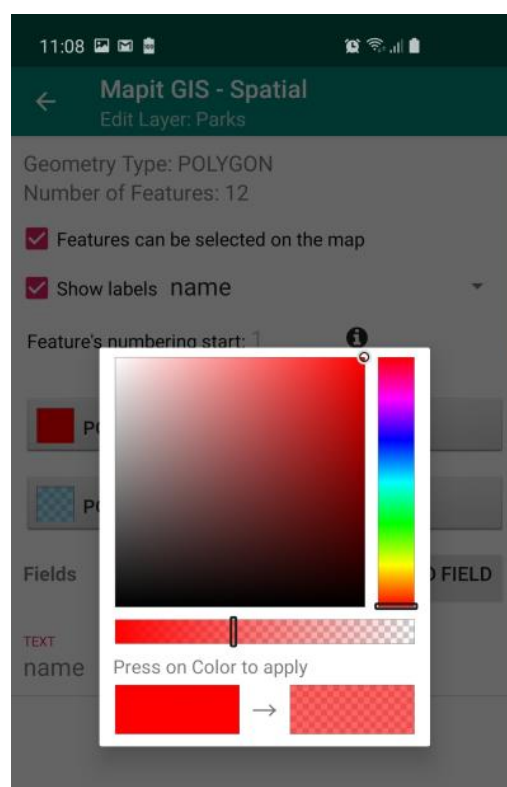 11:08
Mapit GIS - Spatial
Edit Layer: Parks
Geometry Type: POLYGON
Number of Features: 12
Features can be selected on the map
Show labels name
Feature's numbering start: 1
Fields
TEXT
name
Press on Color to apply
FIELD